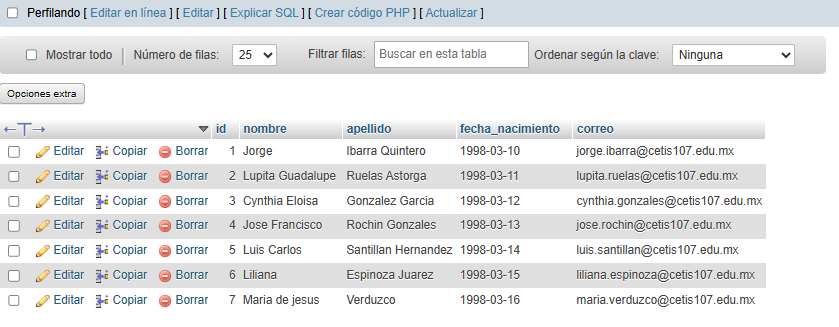 Perfilando [ Editar en línea ] [ Editar ] [ Explicar SQL ] [ Crear código PHP ] [ Actualizar ]
Mostrar todo Número de filas: 25 Filtrar filas: Buscar en esta tabla Ordenar según la clave: Ninguna
Opciones extra
←T→ id nombre apellido fecha_nacimiento correo
Editar Copiar Borrar 1 Jorge Ibarra Quintero 1998-03-10 jorge.ibarra@cetis107.edu.mx
Editar Copiar Borrar 2 Lupita Guadalupe Ruelas Astorga 1998-03-11 lupita.ruelas@cetis107.edu.mx
Editar Copiar Borrar 3 Cynthia Eloisa Gonzalez Garcia 1998-03-12 cynthia.gonzales@cetis107.edu.mx
Editar Copiar Borrar 4 Jose Francisco Rochin Gonzales 1998-03-13 jose.rochin@cetis107.edu.mx
Editar Copiar Borrar 5 Luis Carlos Santillan Hernandez 1998-03-14 luis.santillan@cetis107.edu.mx
Editar Copiar Borrar 6 Liliana Espinoza Juarez 1998-03-15 liliana.espinoza@cetis107.edu.mx
Editar Copiar Borrar 7 Maria de jesus Verduzco 1998-03-16 maria.verduzco@cetis107.edu.mx